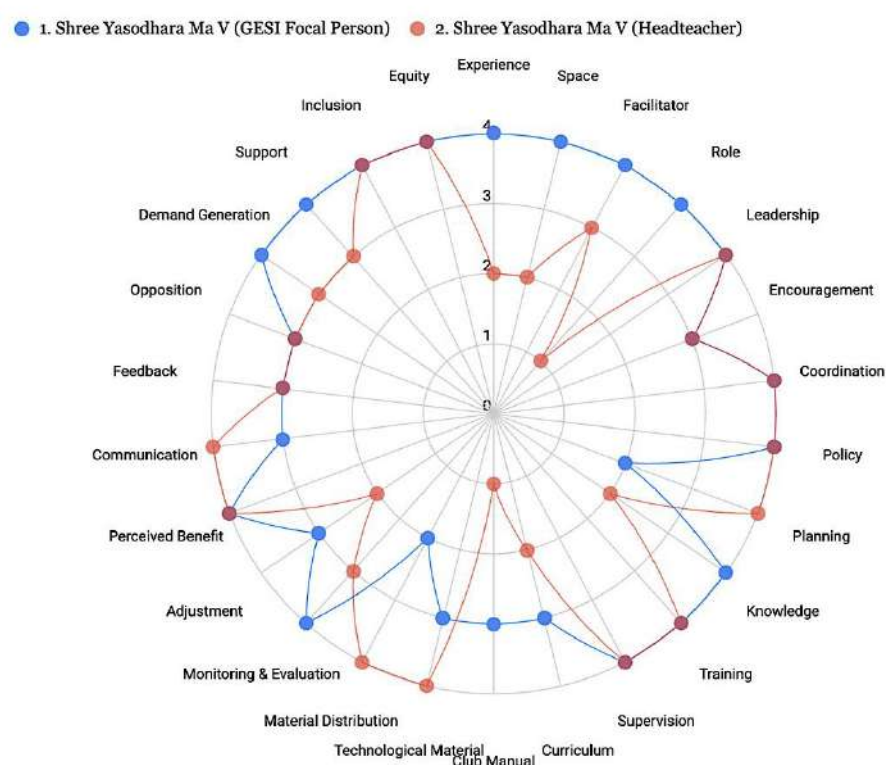 1. Shree Yasodhara Ma V (GESI Focal Person) 2. Shree Yasodhara Ma V (Headteacher)
Experience
Space
Facilitator
Role
Leadership
Encouragement
Coordination
Policy
Planning
Knowledge
Training
Supervision
Curriculum
Club Manual
Technological Material
Material Distribution
Monitoring & Evaluation
Adjustment
Perceived Benefit
Communication
Feedback
Opposition
Demand Generation
Support
Inclusion
Equity
4
3
2
1
0